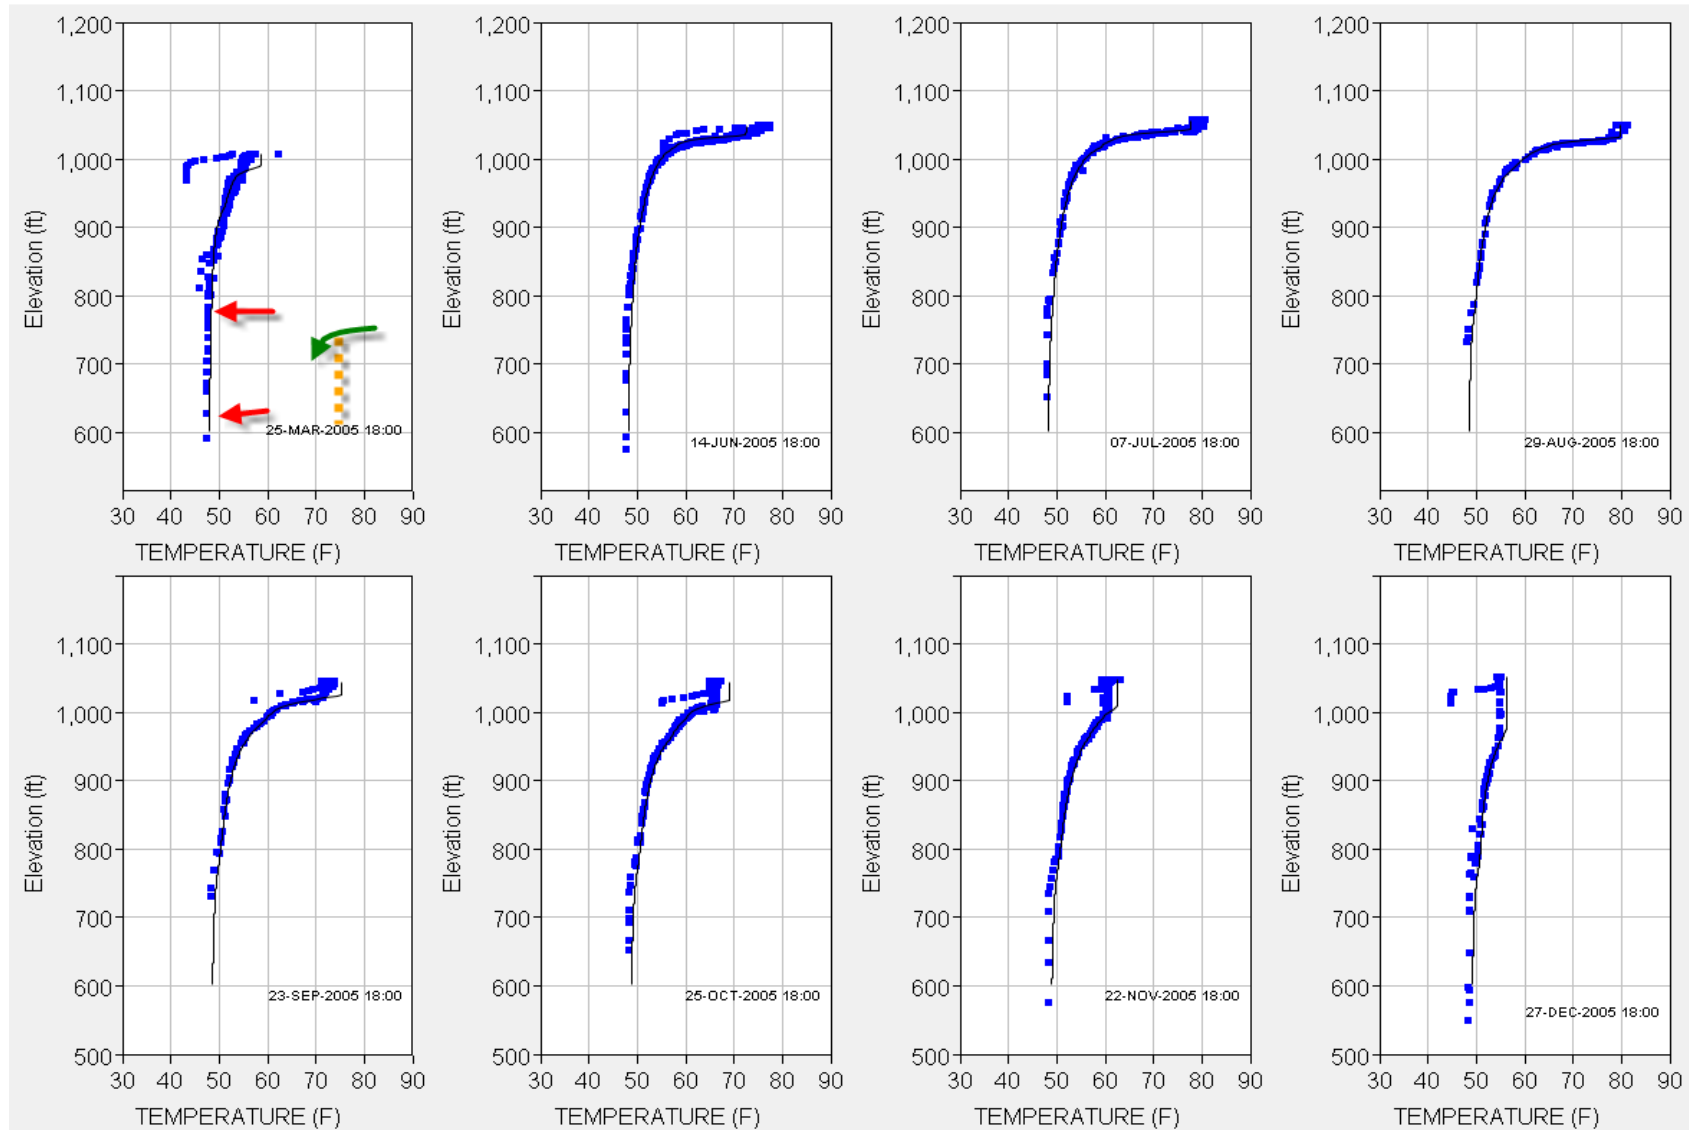 1,200 1,200 1,200 1,200
1,100 1,100 1,100 1,100
1,000 1,000 1,000 1,000
900 900 900 900
800 800 800 800
700 700 700 700
600 600 600 600
Elevation (ft) Elevation (ft) Elevation (ft) Elevation (ft)
25-MAR-2005 18:00 14-JUN-2005 18:00 07-JUL-2005 18:00 29-AUG-2005 18:00
30 40 50 60 70 80 90 30 40 50 60 70 80 90 30 40 50 60 70 80 90 30 40 50 60 70 80 90
TEMPERATURE (F) TEMPERATURE (F) TEMPERATURE (F) TEMPERATURE (F)
1,100 1,100 1,100 1,100
1,000 1,000 1,000 1,000
900 900 900 900
800 800 800 800
700 700 700 700
600 600 600 600
500 500 500 500
Elevation (ft) Elevation (ft) Elevation (ft) Elevation (ft)
23-SEP-2005 18:00 25-OCT-2005 18:00 22-NOV-2005 18:00 27-DEC-2005 18:00
30 40 50 60 70 80 90 30 40 50 60 70 80 90 30 40 50 60 70 80 90 30 40 50 60 70 80 90
TEMPERATURE (F) TEMPERATURE (F) TEMPERATURE (F) TEMPERATURE (F)